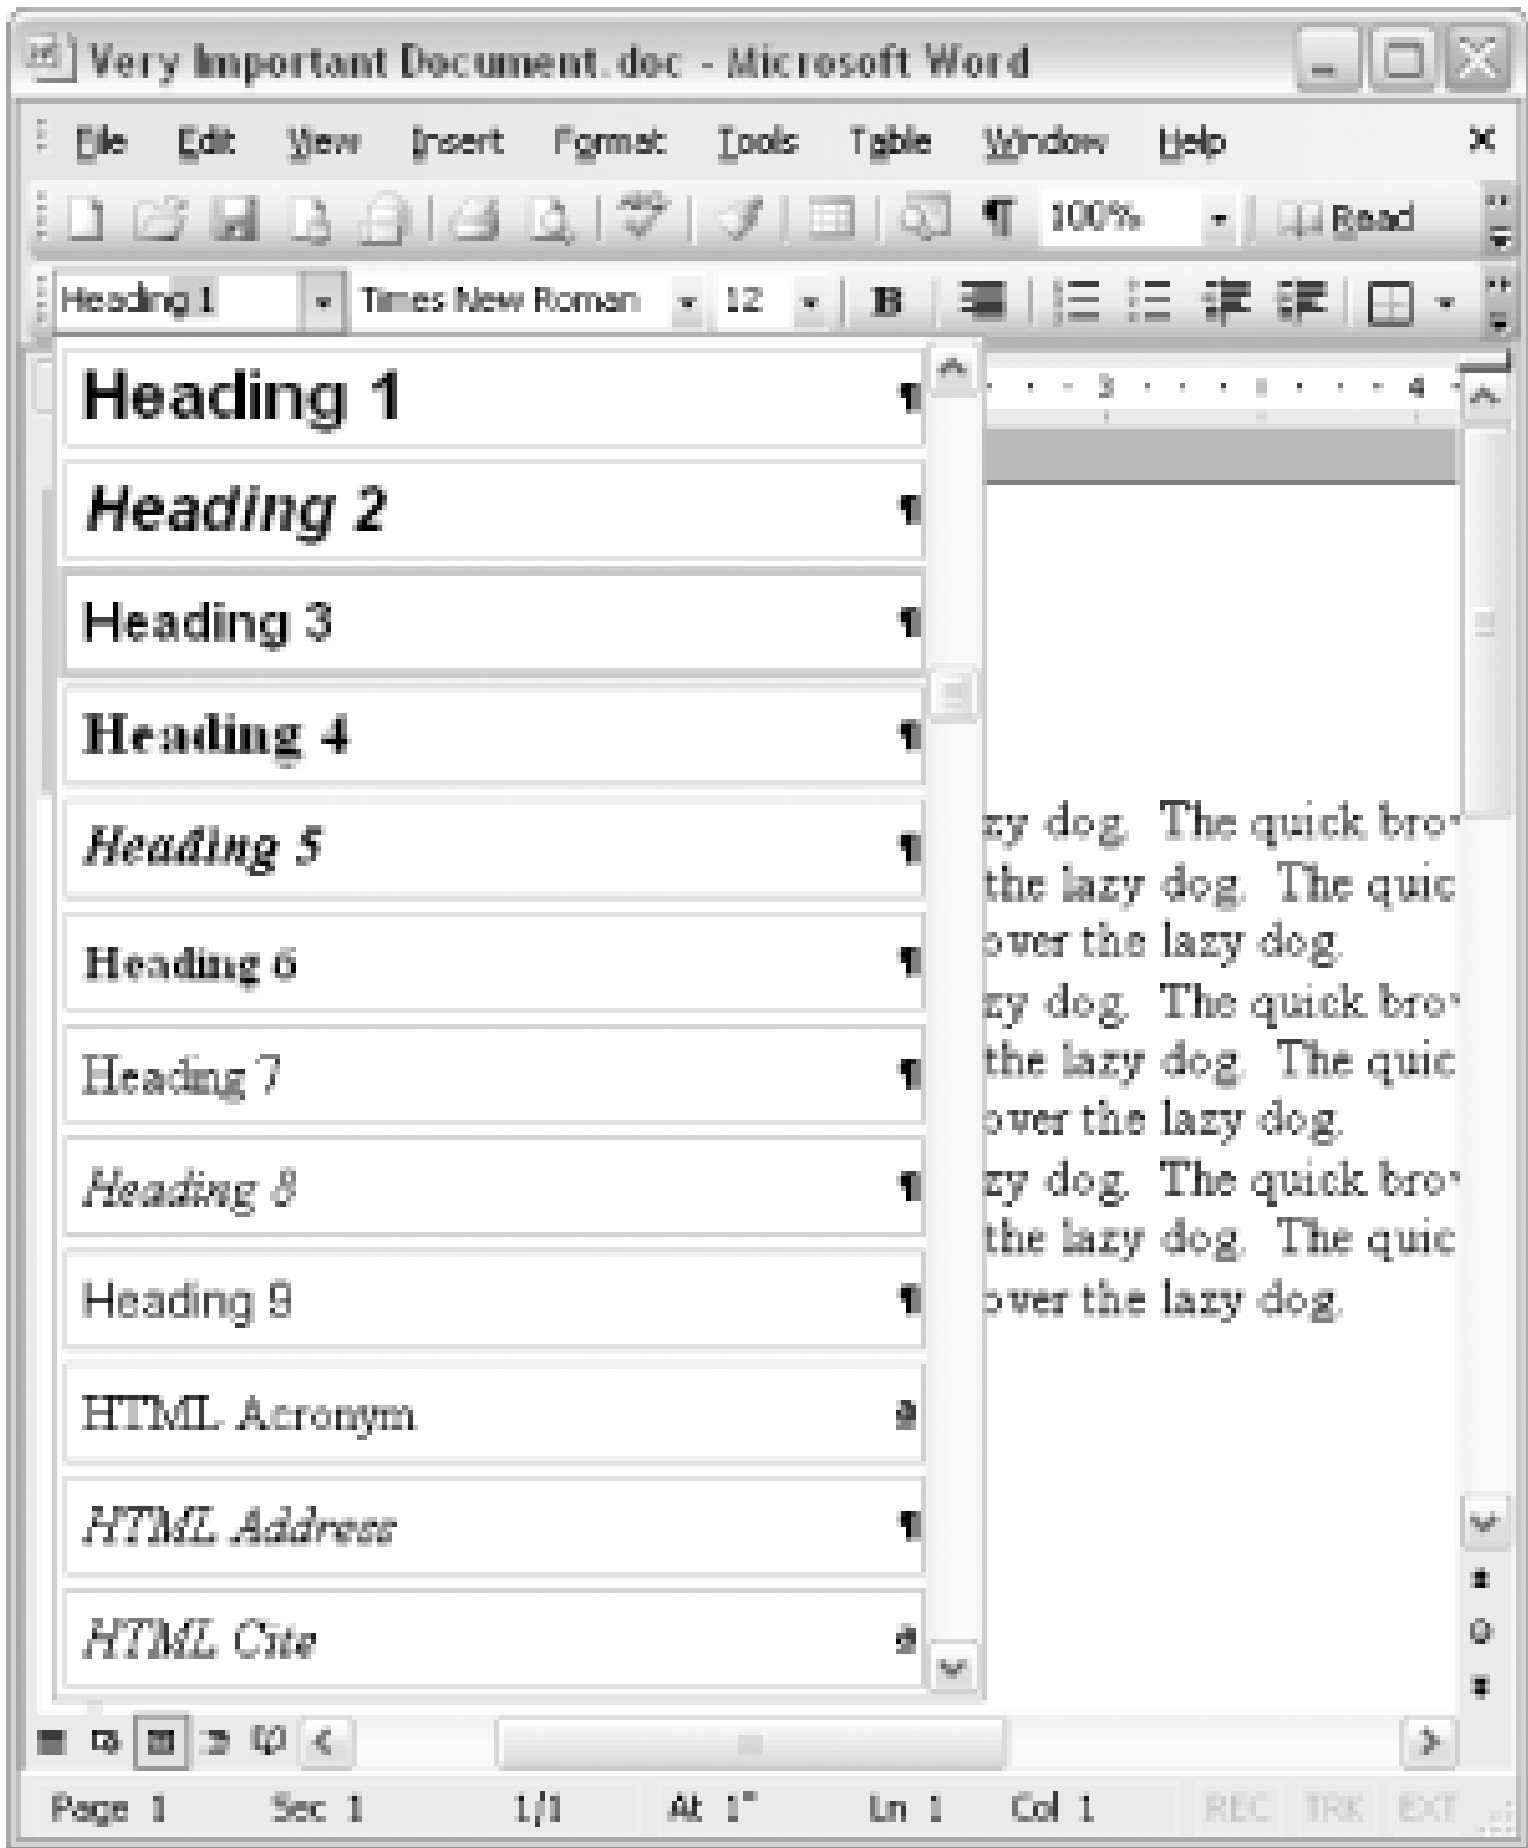 Very Important Document.doc - Microsoft Word
File Edit View Insert Format Tools Table Window Help
100% Read
Heading 1 Times New Roman 12 B
3 4
Heading 1 ¶
Heading 2 ¶
Heading 3 ¶
Heading 4 ¶
Heading 5 ¶
Heading 6 ¶
Heading 7 ¶
Heading 8 ¶
Heading 9 ¶
HTML Acronym a
HTML Address ¶
HTML Cite a
zy dog. The quick bro
the lazy dog. The quic
over the lazy dog.
zy dog. The quick bro
the lazy dog. The quic
over the lazy dog.
zy dog. The quick bro
the lazy dog. The quic
over the lazy dog.
Page 1 Sec 1 1/1 At 1" Ln 1 Col 1 REC TRK EXT